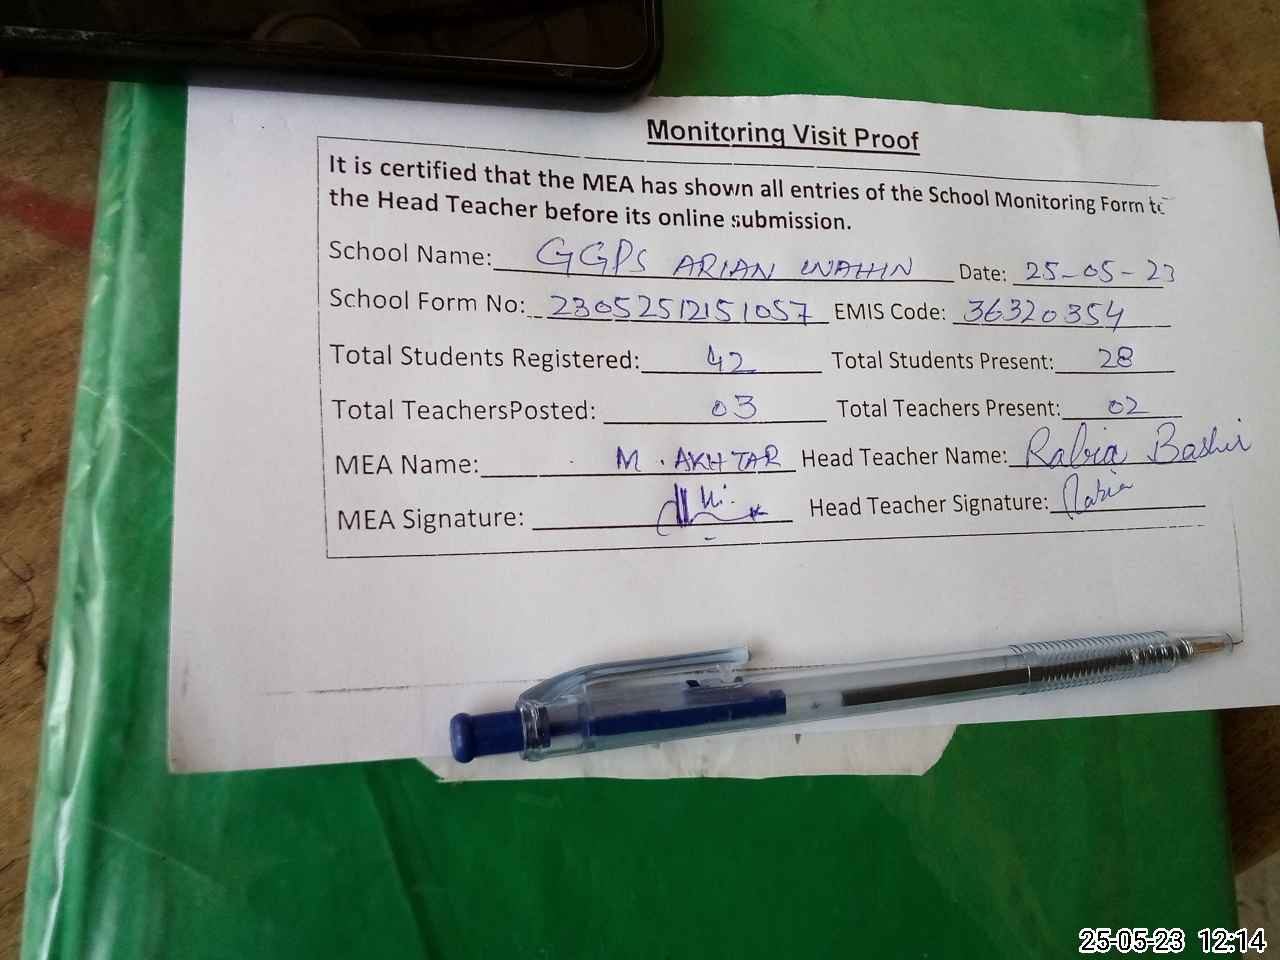 Monitoring Visit Proof
It is certified that the MEA has shown all entries of the School Monitoring Form to
the Head Teacher before its online submission.
School Name: GGPS ARIAN WAHIN Date: 25-05-23
School Form No: 23052512151057 EMIS Code: 36320354
Total Students Registered: 42 Total Students Present: 28
Total TeachersPosted: 03 Total Teachers Present: 02
MEA Name: M. AKHTAR Head Teacher Name: Rabia Bashir
MEA Signature: Head Teacher Signature: Rabia
25-05-23 12:14